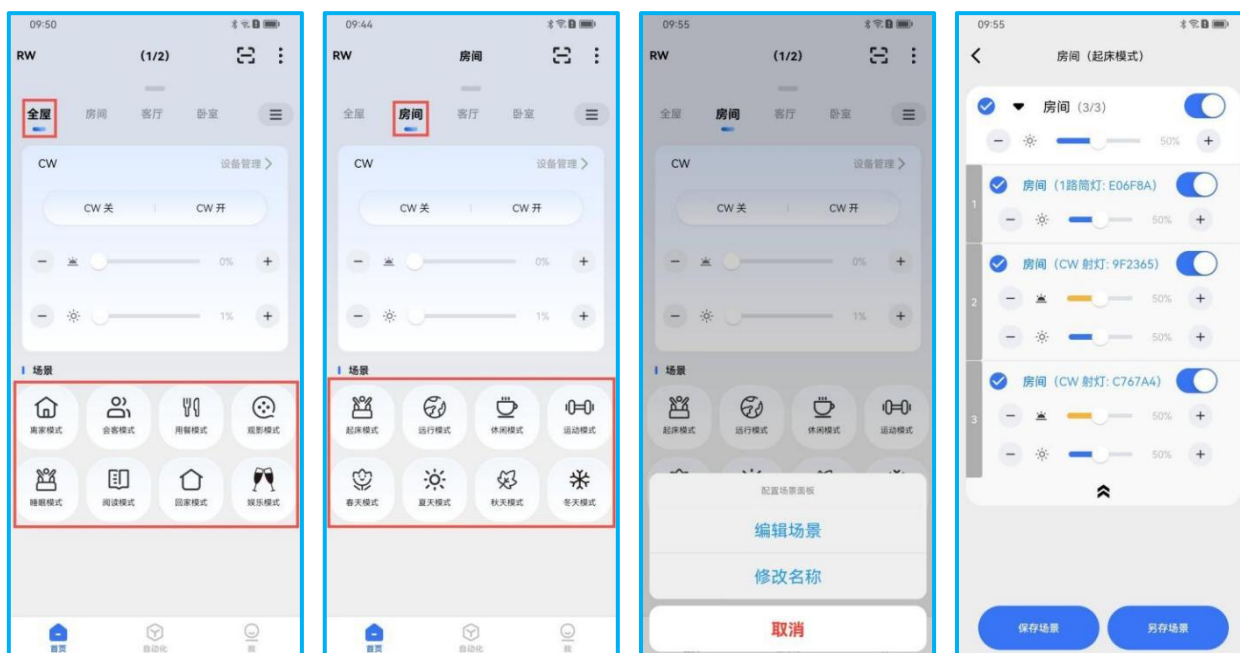 09:50
RW (1/2)
全屋 房间 客厅 卧室
CW 设备管理
CW 关 CW 开
0%
1%
场景
离家模式 会客模式 用餐模式 观影模式
睡眠模式 阅读模式 回家模式 娱乐模式
首页 自动化 我
09:44
RW 房间
全屋 房间 客厅 卧室
CW 设备管理
CW 关 CW 开
0%
1%
场景
起床模式 远行模式 休闲模式 运动模式
春天模式 夏天模式 秋天模式 冬天模式
首页 自动化 我
09:55
RW (1/2)
全屋 房间 客厅 卧室
CW 设备管理
CW 关 CW 开
0%
1%
场景
起床模式 远行模式 休闲模式 运动模式
配置场景面板
编辑场景
修改名称
取消
09:55
房间（起床模式）
房间 (3/3)
50%
1
房间（1路筒灯: E06F8A）
50%
2
房间（CW 射灯: 9F2365）
50%
50%
3
房间（CW 射灯: C767A4）
50%
50%
保存场景 另存场景